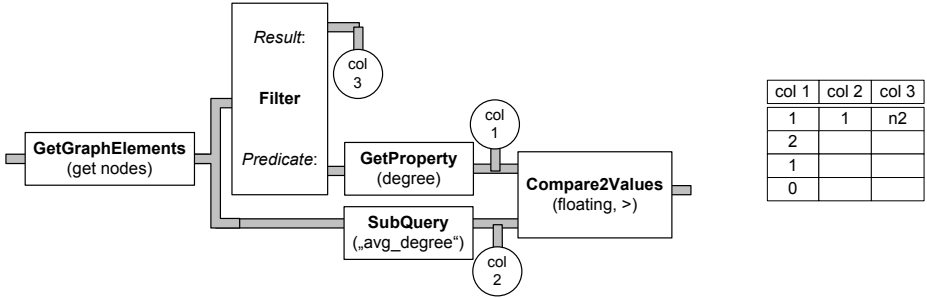 Result:
col
3
Filter
col
1
col 1 col 2 col 3
1 1 n2
2
1
0
GetGraphElements
(get nodes)
Predicate:
GetProperty
(degree)
Compare2Values
(floating, >)
SubQuery
(„avg_degree“)
col
2